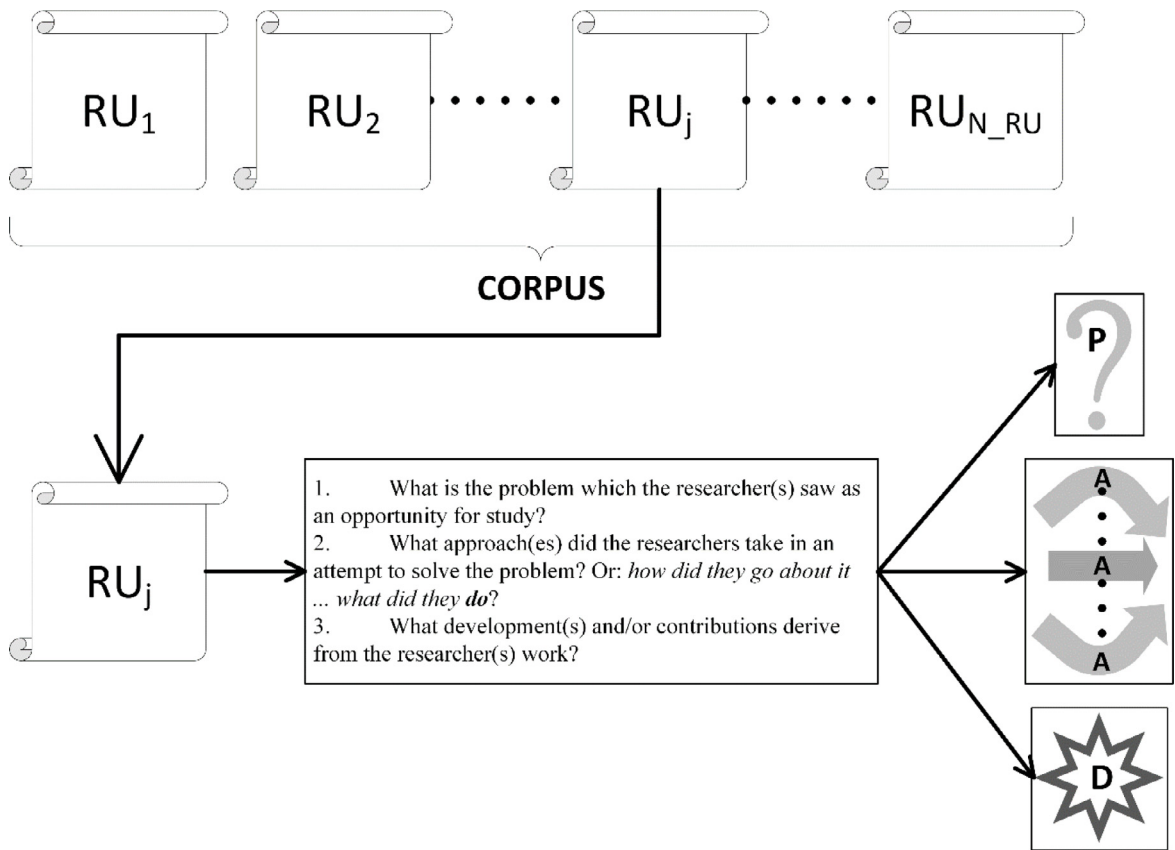 RU₁ RU₂ RUⱼ RU_N_RU
CORPUS
P
RUⱼ
1. What is the problem which the researcher(s) saw as
an opportunity for study?
2. What approach(es) did the researchers take in an
attempt to solve the problem? Or: how did they go about it
... what did they do?
3. What development(s) and/or contributions derive
from the researcher(s) work?
A
A
A
D